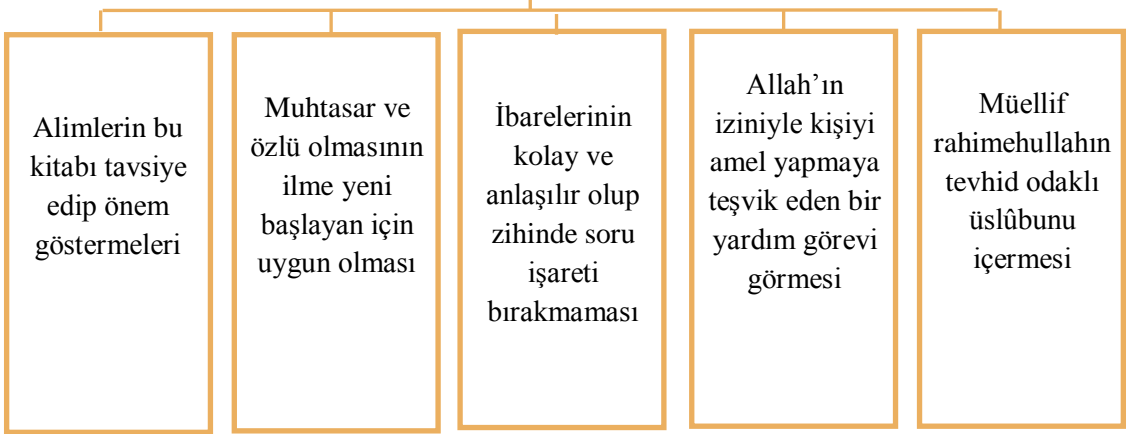 Alimlerin bu
kitabı tavsiye
edip önem
göstermeleri
Muhtasar ve
özlü olmasının
ilme yeni
başlayan için
uygun olması
İbarelerinin
kolay ve
anlaşılır olup
zihinde soru
işareti
bırakmaması
Allah’ın
iziniyle kişiyi
amel yapmaya
teşvik eden bir
yardım görevi
görmesi
Müellif
rahimehullahın
tevhid odaklı
üslûbunu
içermesi